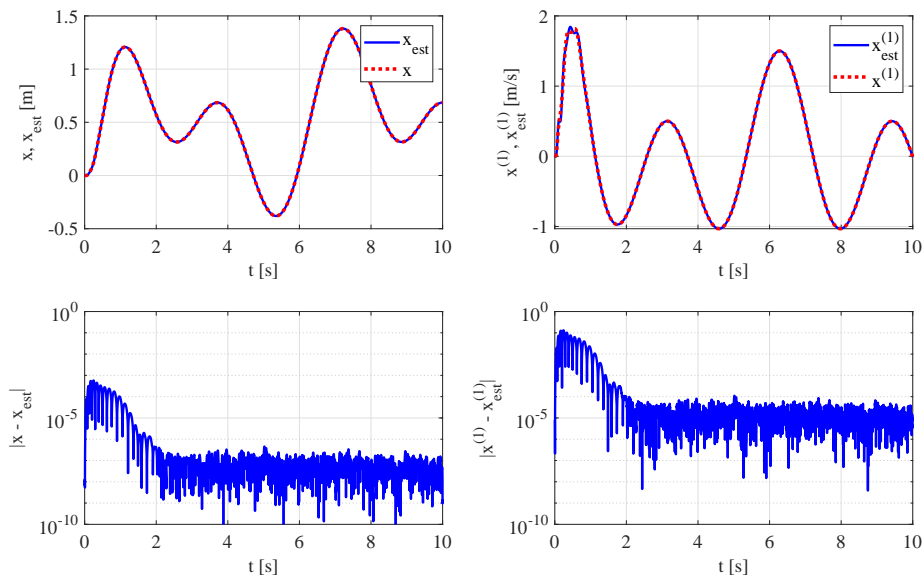 1.5
1
0.5
0
-0.5
0 2 4 6 8 10
t [s]
x, x_est [m]
x_est
x
2
1
0
-1
0 2 4 6 8 10
t [s]
x^(1), x_est^(1) [m/s]
x_est^(1)
x^(1)
10^0
10^-5
10^-10
0 2 4 6 8 10
t [s]
|x - x_est|
10^0
10^-5
10^-10
0 2 4 6 8 10
t [s]
|x^(1) - x_est^(1)|